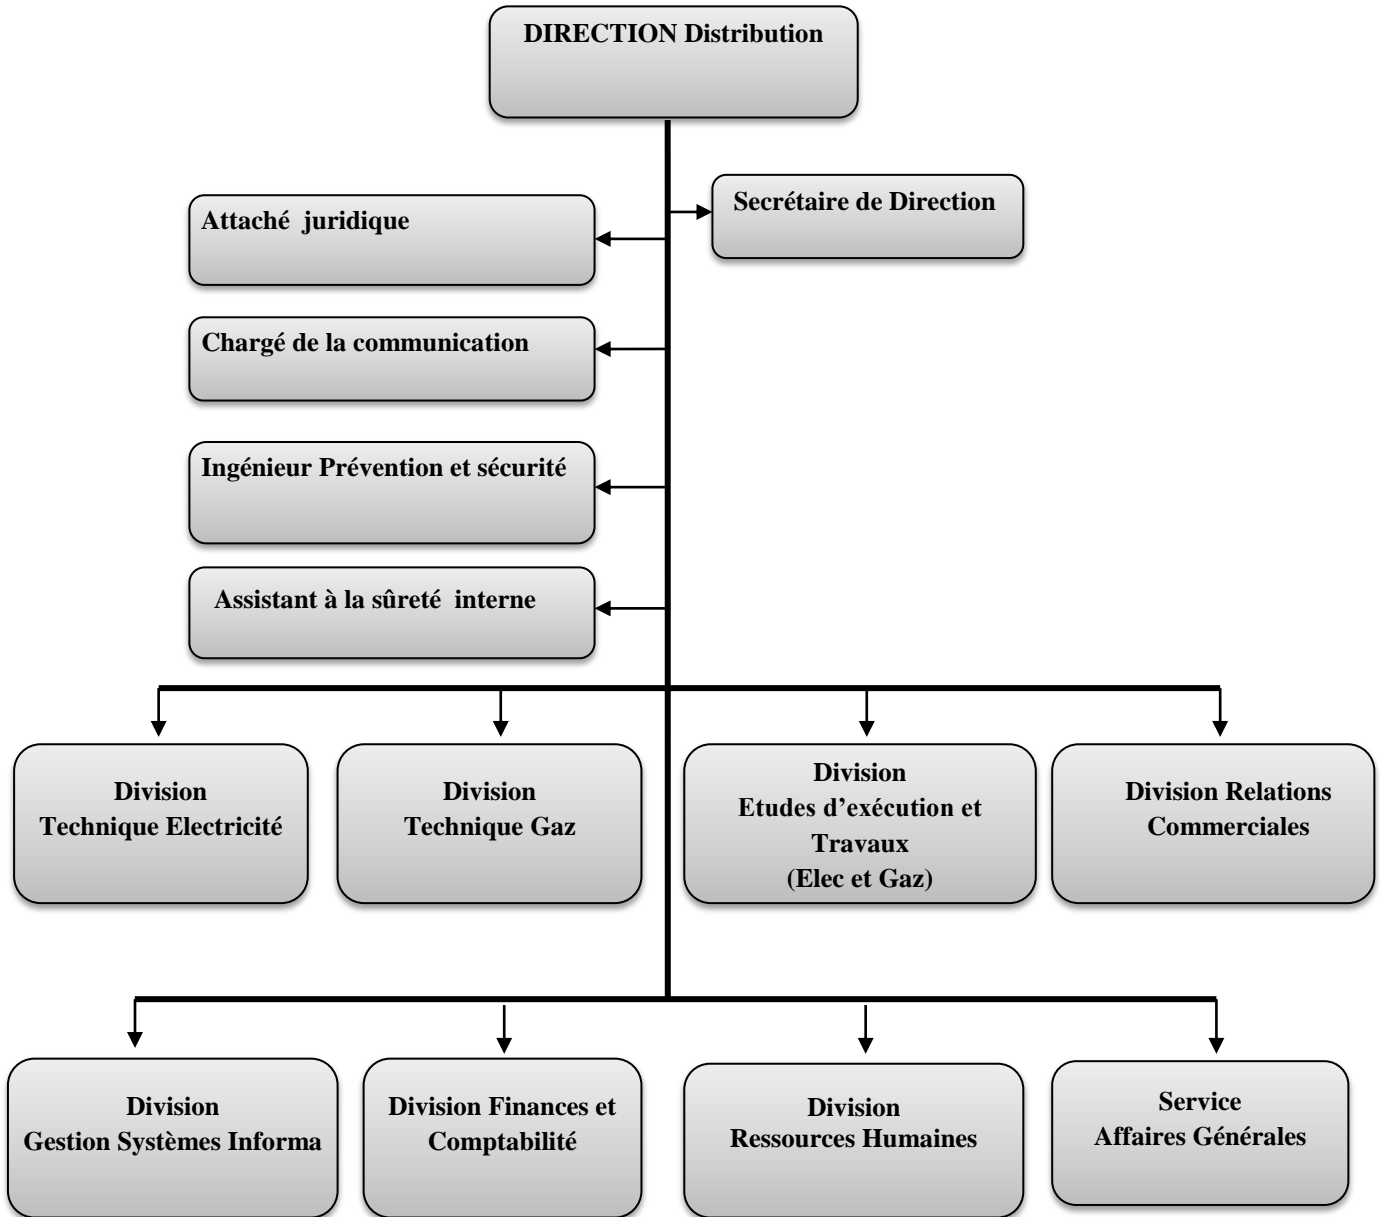 DIRECTION Distribution
Secrétaire de Direction
Attaché juridique
Chargé de la communication
Ingénieur Prévention et sécurité
Assistant à la sûreté interne
Division
Technique Electricité
Division
Technique Gaz
Division
Etudes d’exécution et
Travaux
(Elec et Gaz)
Division Relations
Commerciales
Division
Gestion Systèmes Informa
Division Finances et
Comptabilité
Division
Ressources Humaines
Service
Affaires Générales